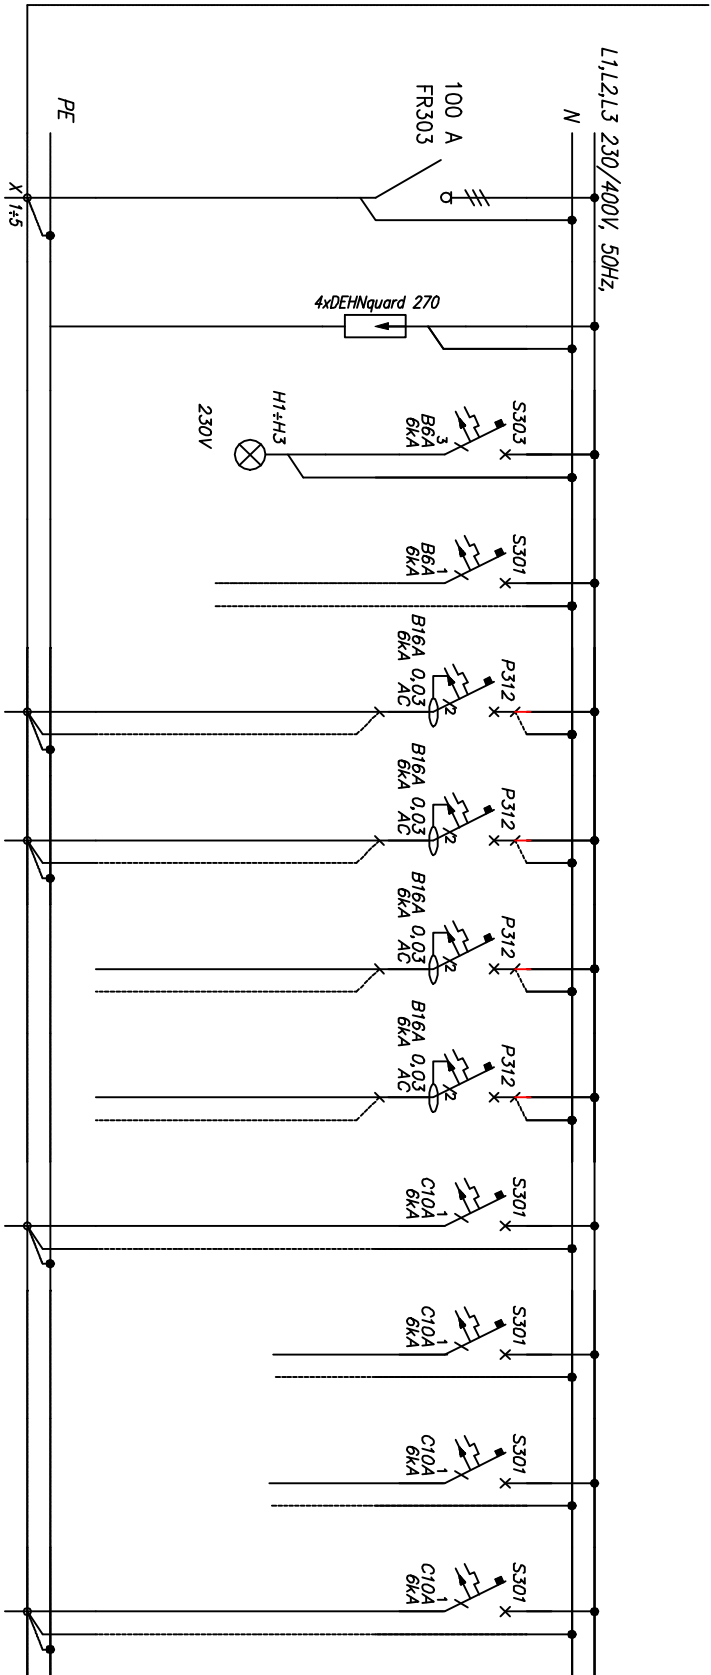 L1,L2,L3 230/400V, 50Hz,
N
PE
100 A
FR303
X 1÷5
4xDEHNguard 270
S303
3
B6A
6kA
H1÷H3
230V
S301
1
B6A
6kA
P312
2
B16A 0,03
6kA AC
P312
2
B16A 0,03
6kA AC
P312
2
B16A 0,03
6kA AC
P312
2
B16A 0,03
6kA AC
S301
1
C10A
6kA
S301
1
C10A
6kA
S301
1
C10A
6kA
S301
1
C10A
6kA